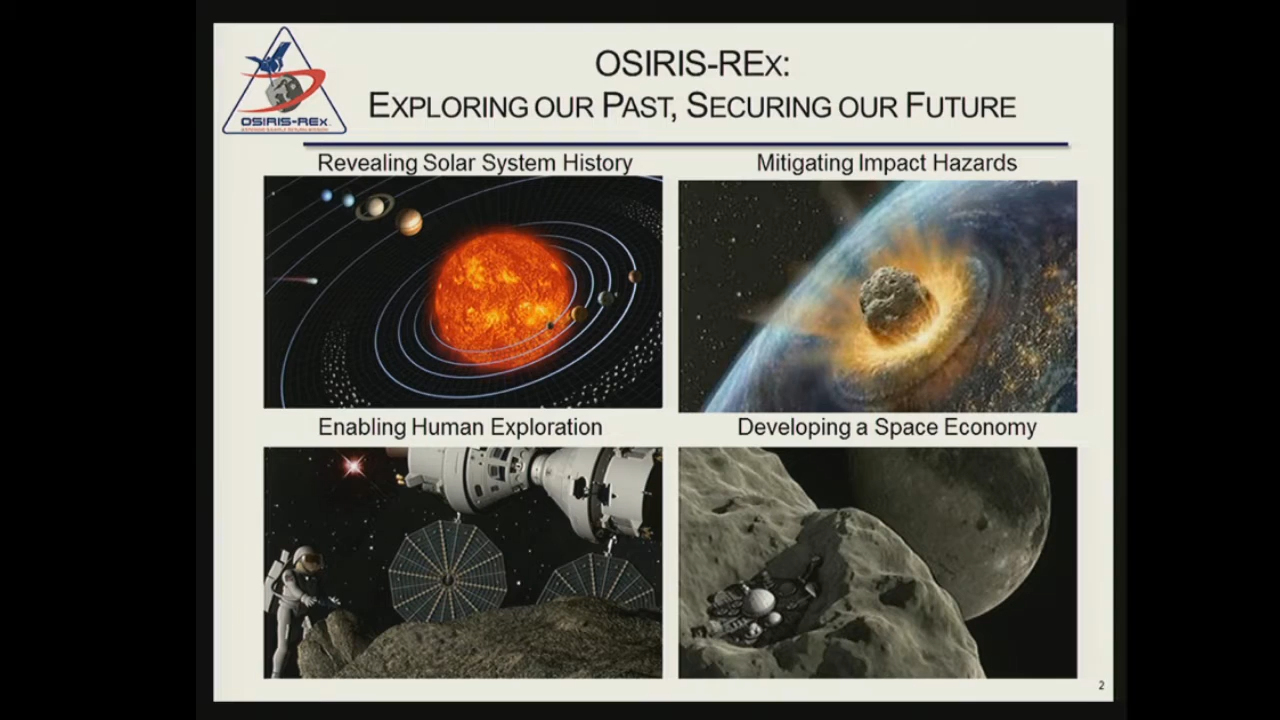 OSIRIS-REx:
EXPLORING OUR PAST, SECURING OUR FUTURE
OSIRIS-REx
Revealing Solar System History
Mitigating Impact Hazards
Enabling Human Exploration
Developing a Space Economy
2